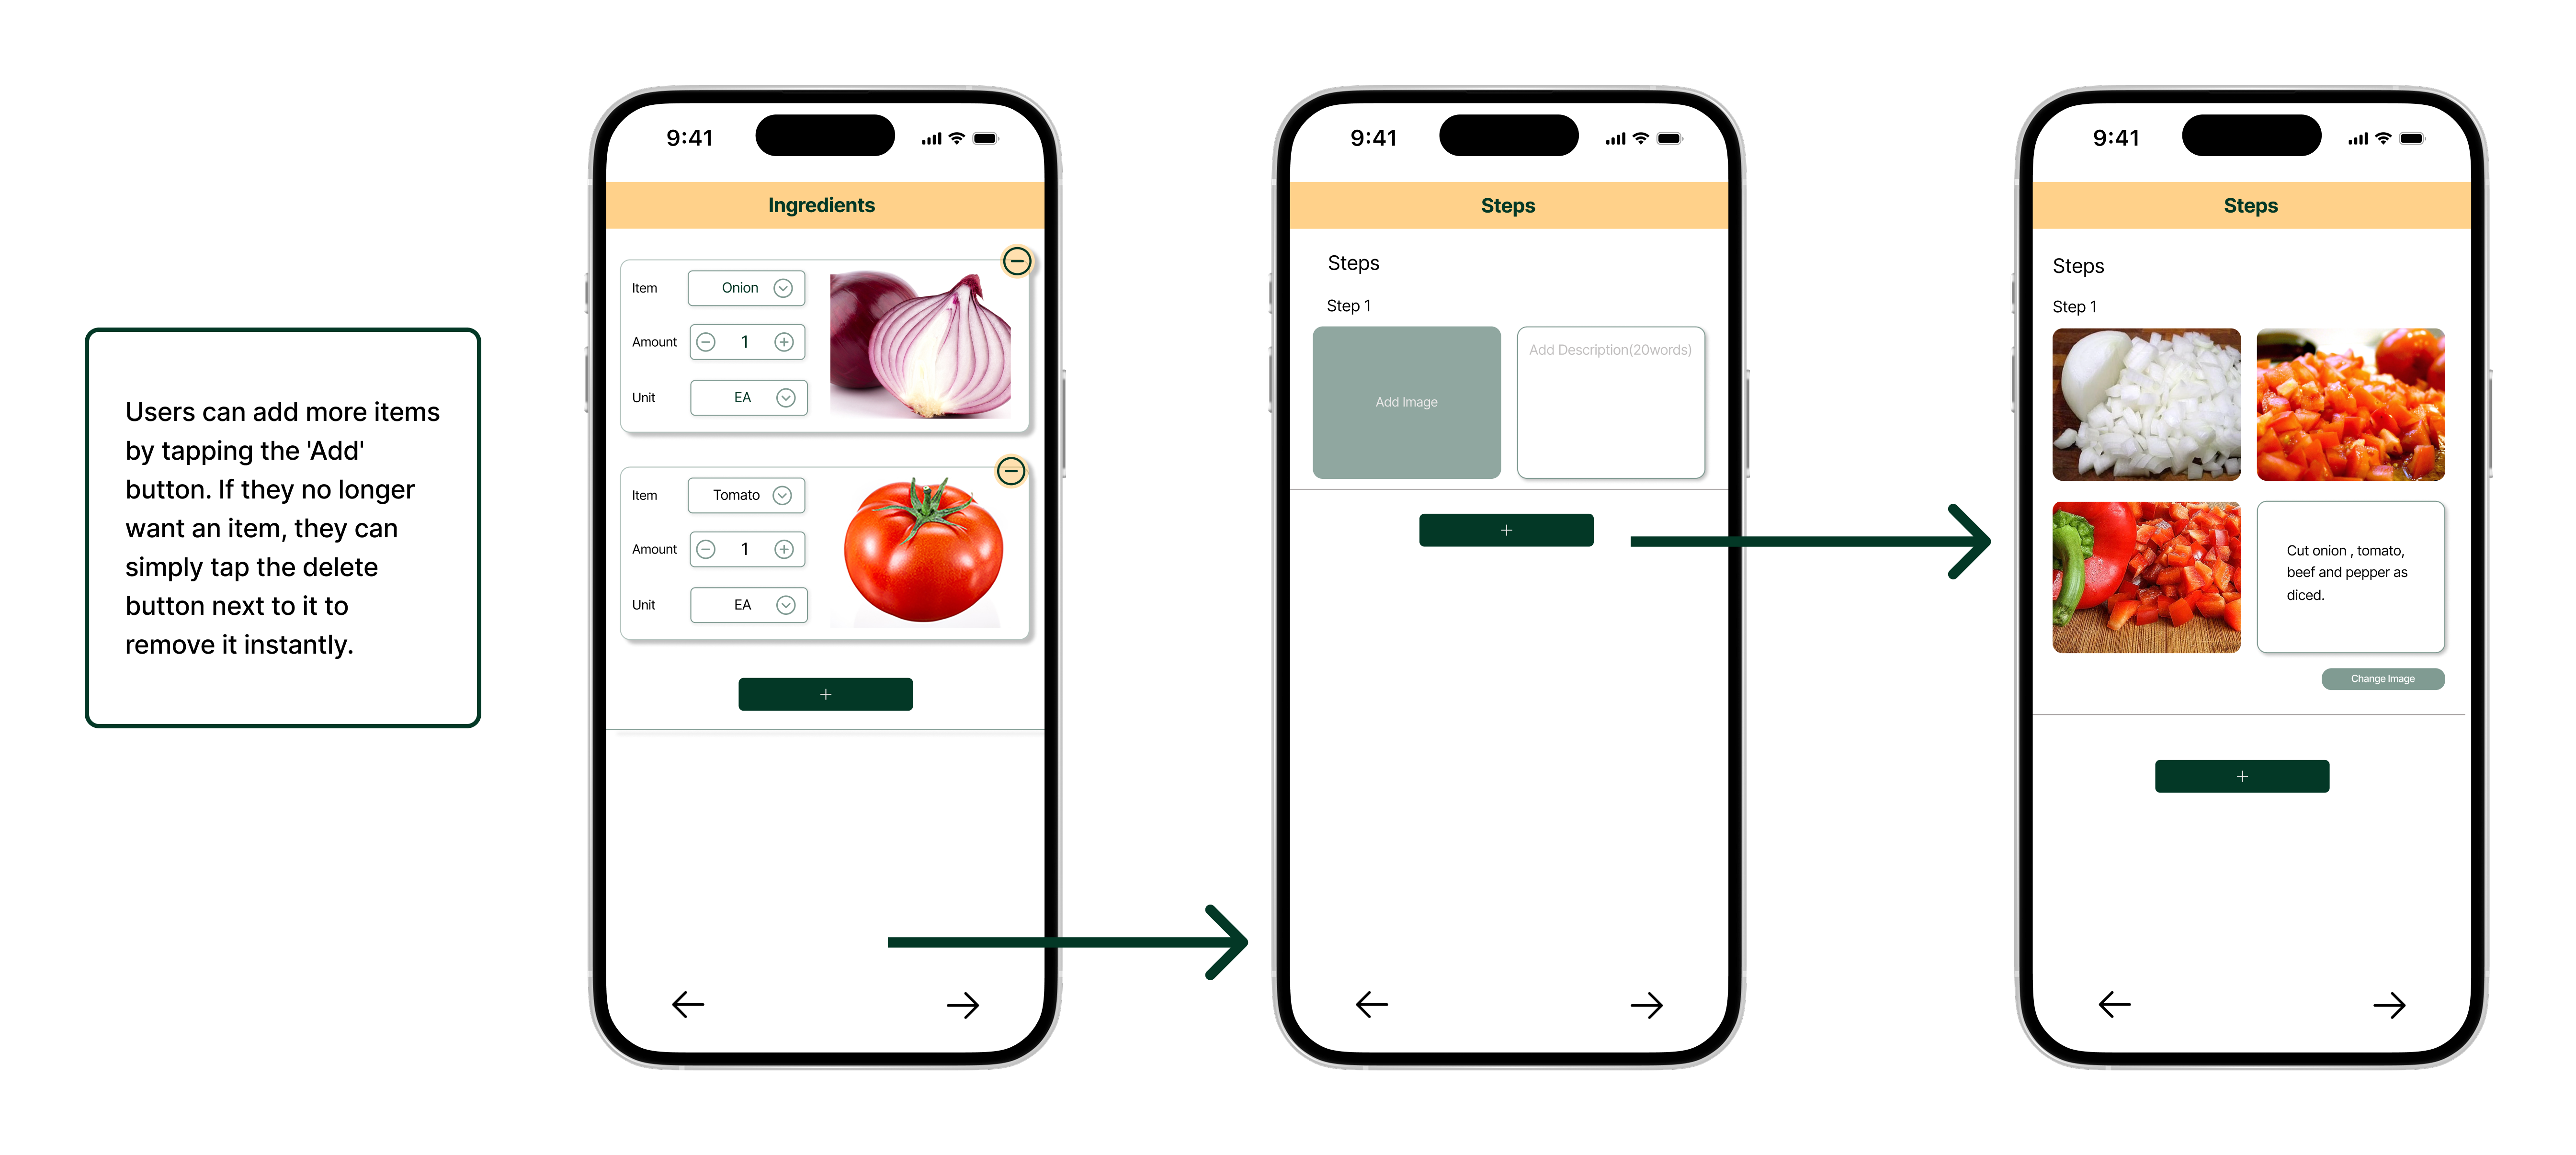 Users can add more items
by tapping the 'Add'
button. If they no longer
want an item, they can
simply tap the delete
button next to it to
remove it instantly.
9:41
Ingredients
Item
Onion
Amount
1
Unit
EA
Item
Tomato
Amount
1
Unit
EA
+
9:41
Steps
Steps
Step 1
Add Image
Add Description(20words)
+
9:41
Steps
Steps
Step 1
Cut onion , tomato,
beef and pepper as
diced.
Change Image
+